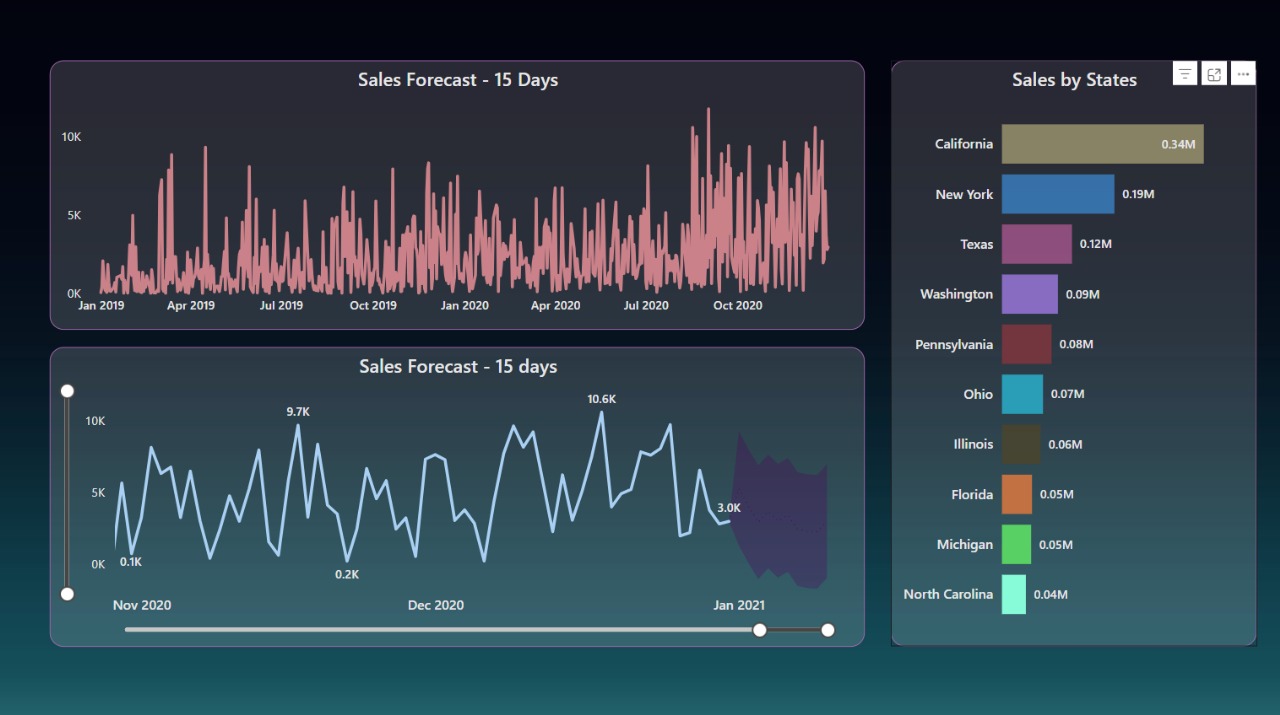 Sales Forecast - 15 Days
10K
5K
0K
Jan 2019 Apr 2019 Jul 2019 Oct 2019 Jan 2020 Apr 2020 Jul 2020 Oct 2020
Sales Forecast - 15 days
10K
5K
0K
9.7K
10.6K
3.0K
0.1K
0.2K
Nov 2020 Dec 2020 Jan 2021
Sales by States
California 0.34M
New York 0.19M
Texas 0.12M
Washington 0.09M
Pennsylvania 0.08M
Ohio 0.07M
Illinois 0.06M
Florida 0.05M
Michigan 0.05M
North Carolina 0.04M